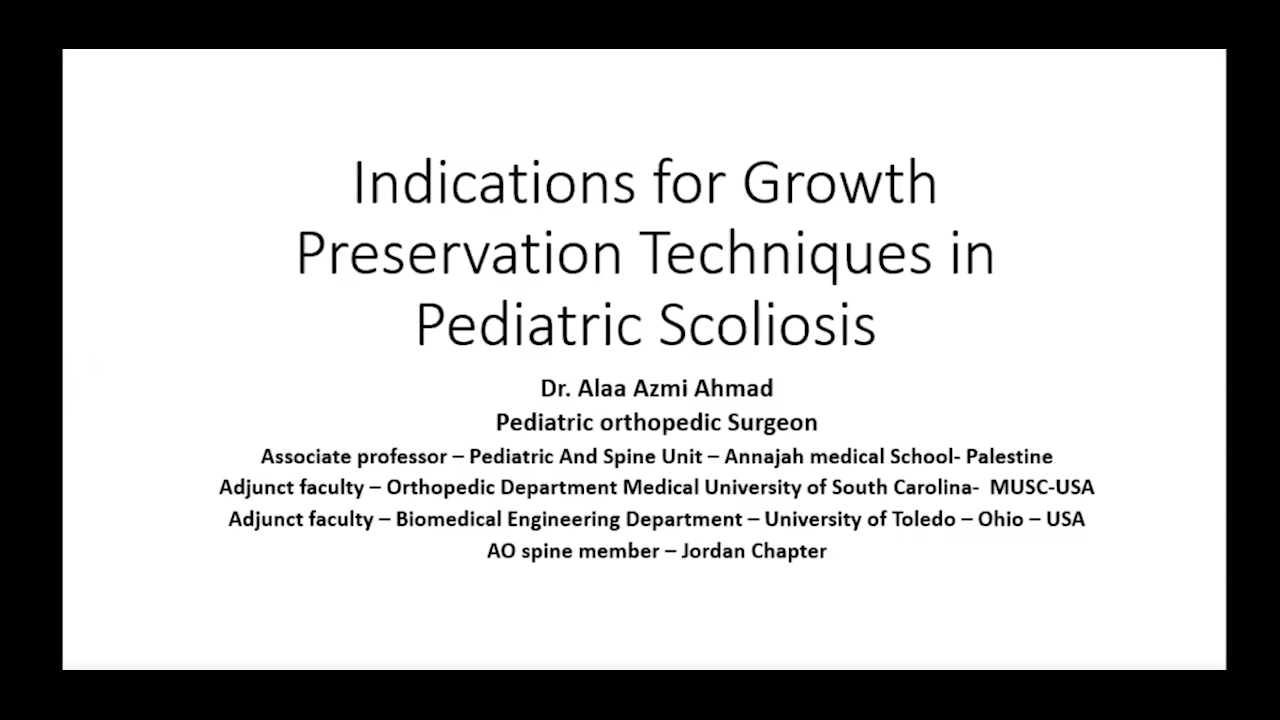 Indications for Growth
Preservation Techniques in
Pediatric Scoliosis
Dr. Alaa Azmi Ahmad
Pediatric orthopedic Surgeon
Associate professor – Pediatric And Spine Unit – Annajah medical School- Palestine
Adjunct faculty – Orthopedic Department Medical University of South Carolina- MUSC-USA
Adjunct faculty – Biomedical Engineering Department – University of Toledo – Ohio – USA
AO spine member – Jordan Chapter